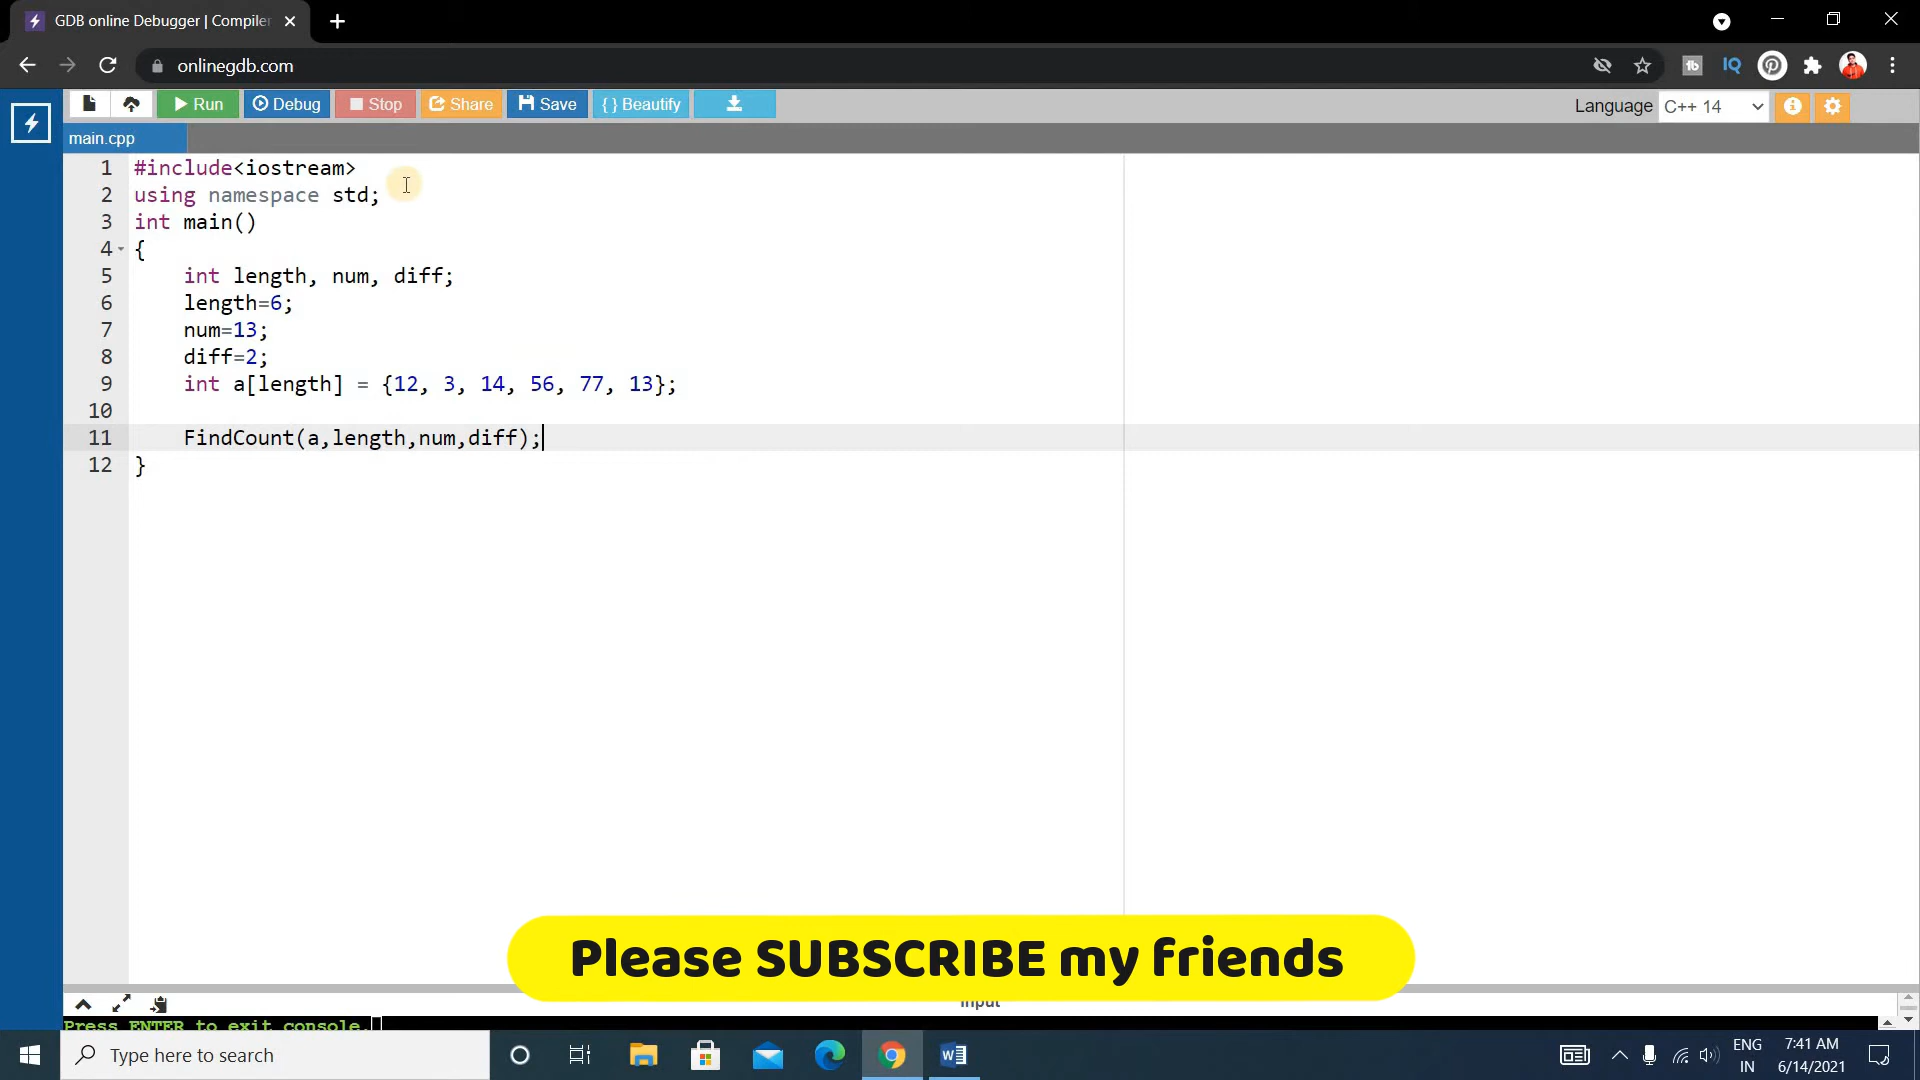 GDB online Debugger | Compiler
onlinegdb.com
Run Debug Stop Share Save { } Beautify
Language C++ 14
main.cpp
1 #include<iostream>
2 using namespace std;
3 int main()
4 {
5 int length, num, diff;
6 length=6;
7 num=13;
8 diff=2;
9 int a[length] = {12, 3, 14, 56, 77, 13};
10
11 FindCount(a,length,num,diff);
12 }
Please SUBSCRIBE my friends
input
Press ENTER to exit console.
Type here to search
ENG 7:41 AM
IN 6/14/2021